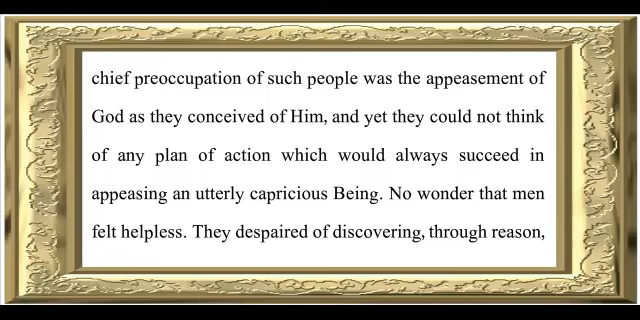 chief preoccupation of such people was the appeasement of
God as they conceived of Him, and yet they could not think
of any plan of action which would always succeed in
appeasing an utterly capricious Being. No wonder that men
felt helpless. They despaired of discovering, through reason,